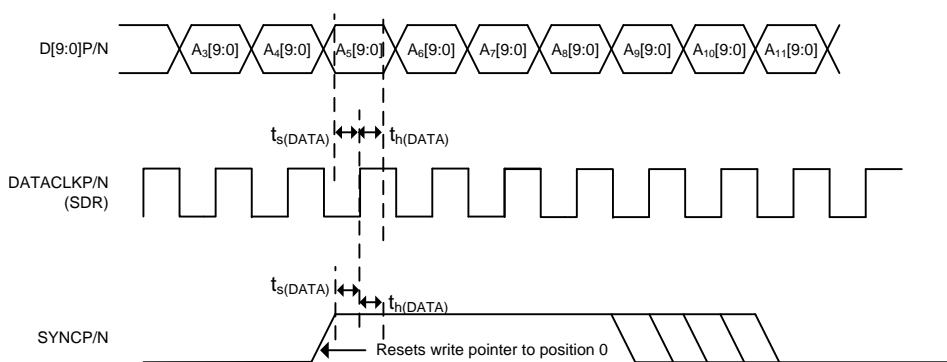 D[9:0]P/N
A3[9:0] A4[9:0] A5[9:0] A6[9:0] A7[9:0] A8[9:0] A9[9:0] A10[9:0] A11[9:0]
ts(DATA) th(DATA)
DATACLKP/N
(SDR)
ts(DATA)
th(DATA)
SYNCP/N
Resets write pointer to position 0